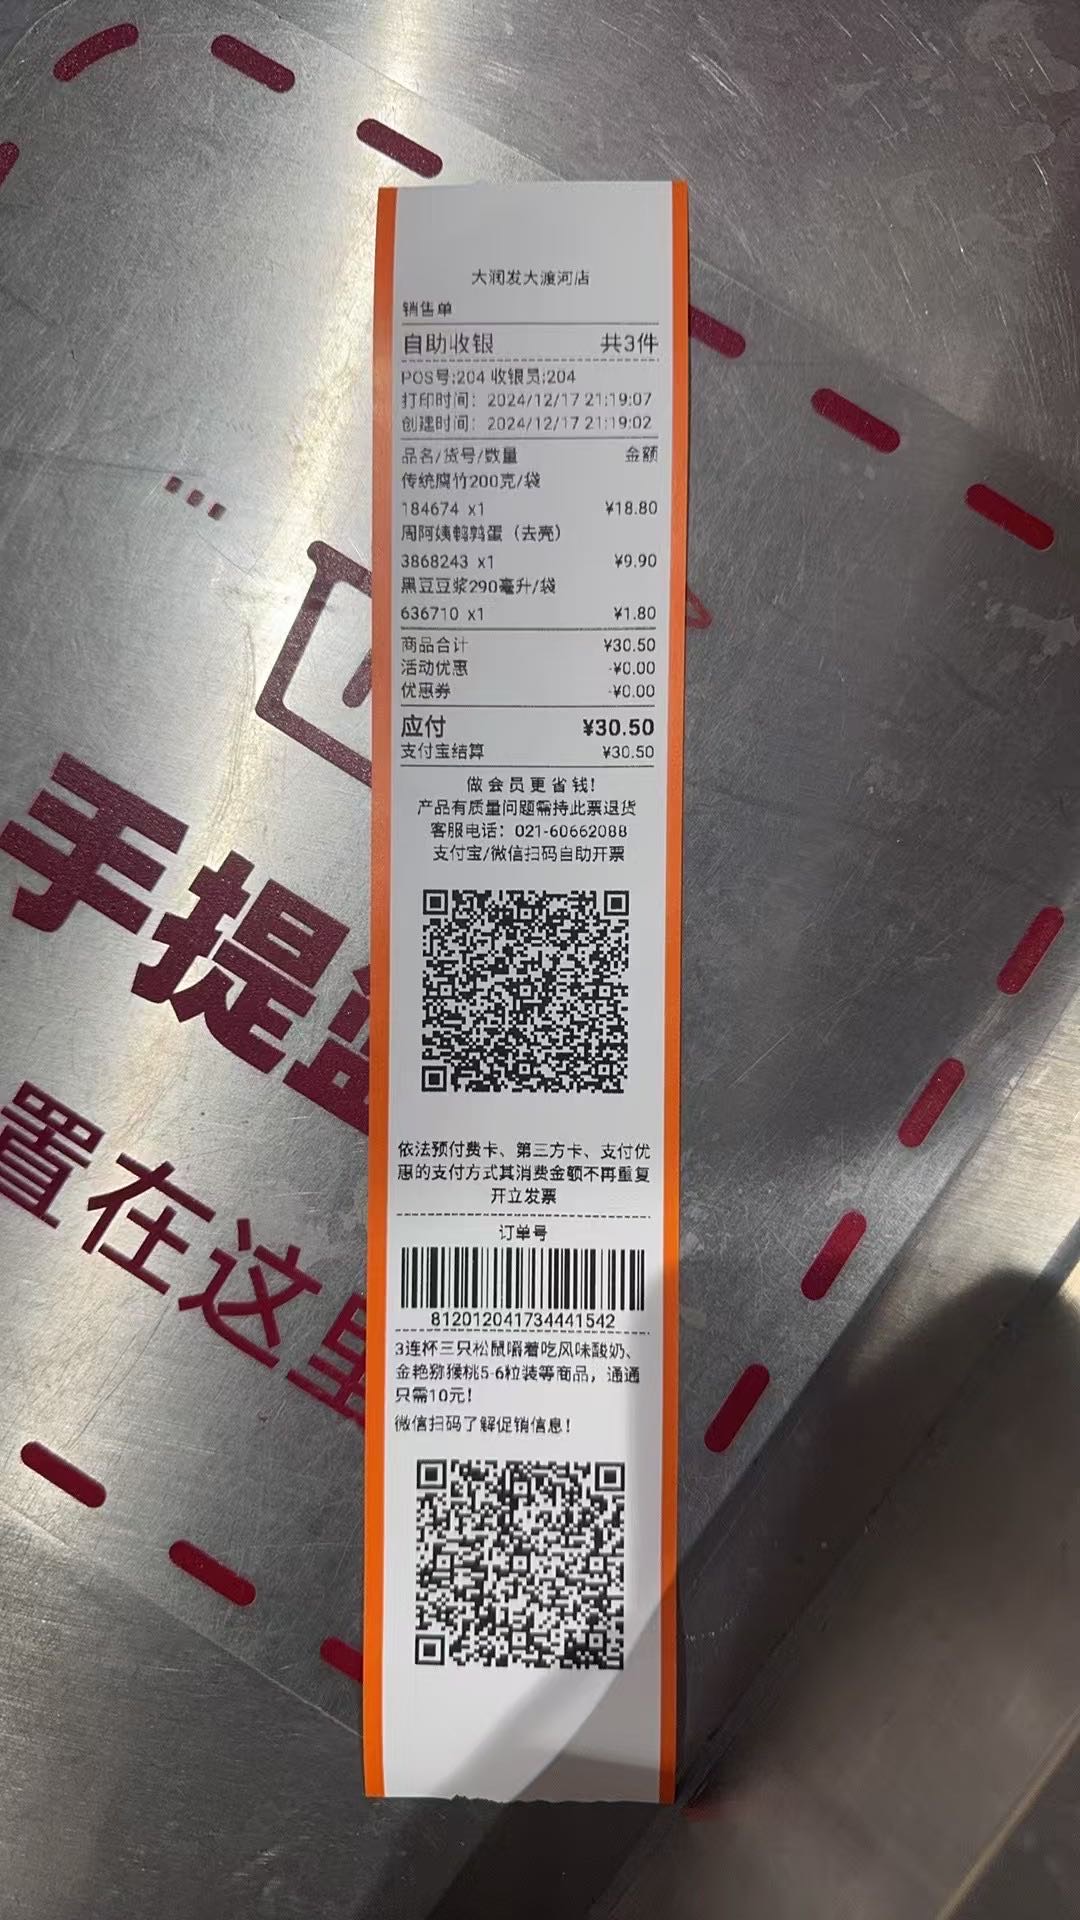 大润发大渡河店
销售单
自助收银 共3件
POS号:204 收银员:204
打印时间: 2024/12/17 21:19:07
创建时间: 2024/12/17 21:19:02
品名/货号/数量 金额
传统腐竹200克/袋
184674 x1 ¥18.80
周阿姨鹌鹑蛋（去壳）
3868243 x1 ¥9.90
黑豆豆浆290毫升/袋
636710 x1 ¥1.80
商品合计 ¥30.50
活动优惠 -¥0.00
优惠券 -¥0.00
应付 ¥30.50
支付宝结算 ¥30.50
做会员更省钱!
产品有质量问题需持此票退货
客服电话: 021-60662088
支付宝/微信扫码自助开票
依法预付费卡、第三方卡、支付优
惠的支付方式其消费金额不再重复
开立发票
订单号
812012041734441542
3连杯三只松鼠嚼着吃风味酸奶、
金艳猕猴桃5-6粒装等商品，通通
只需10元!
微信扫码了解促销信息!
手提
置在这里